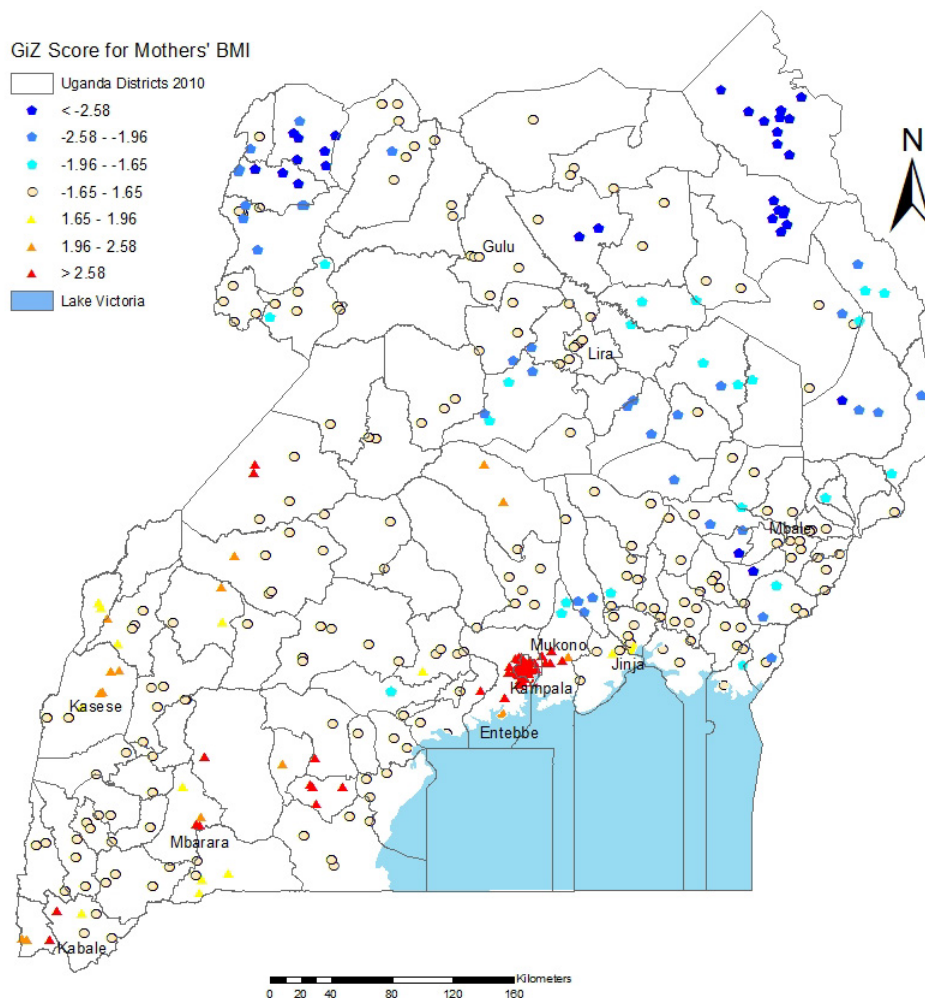 GiZ Score for Mothers' BMI
Uganda Districts 2010
< -2.58
-2.58 - -1.96
-1.96 - -1.65
-1.65 - 1.65
1.65 - 1.96
1.96 - 2.58
> 2.58
Lake Victoria
N
Gulu
Lira
Mbale
Mukono
Jinja
Kampala
Kasese
Entebbe
Mbarara
Kabale
Kilometers
0 20 40 80 120 160